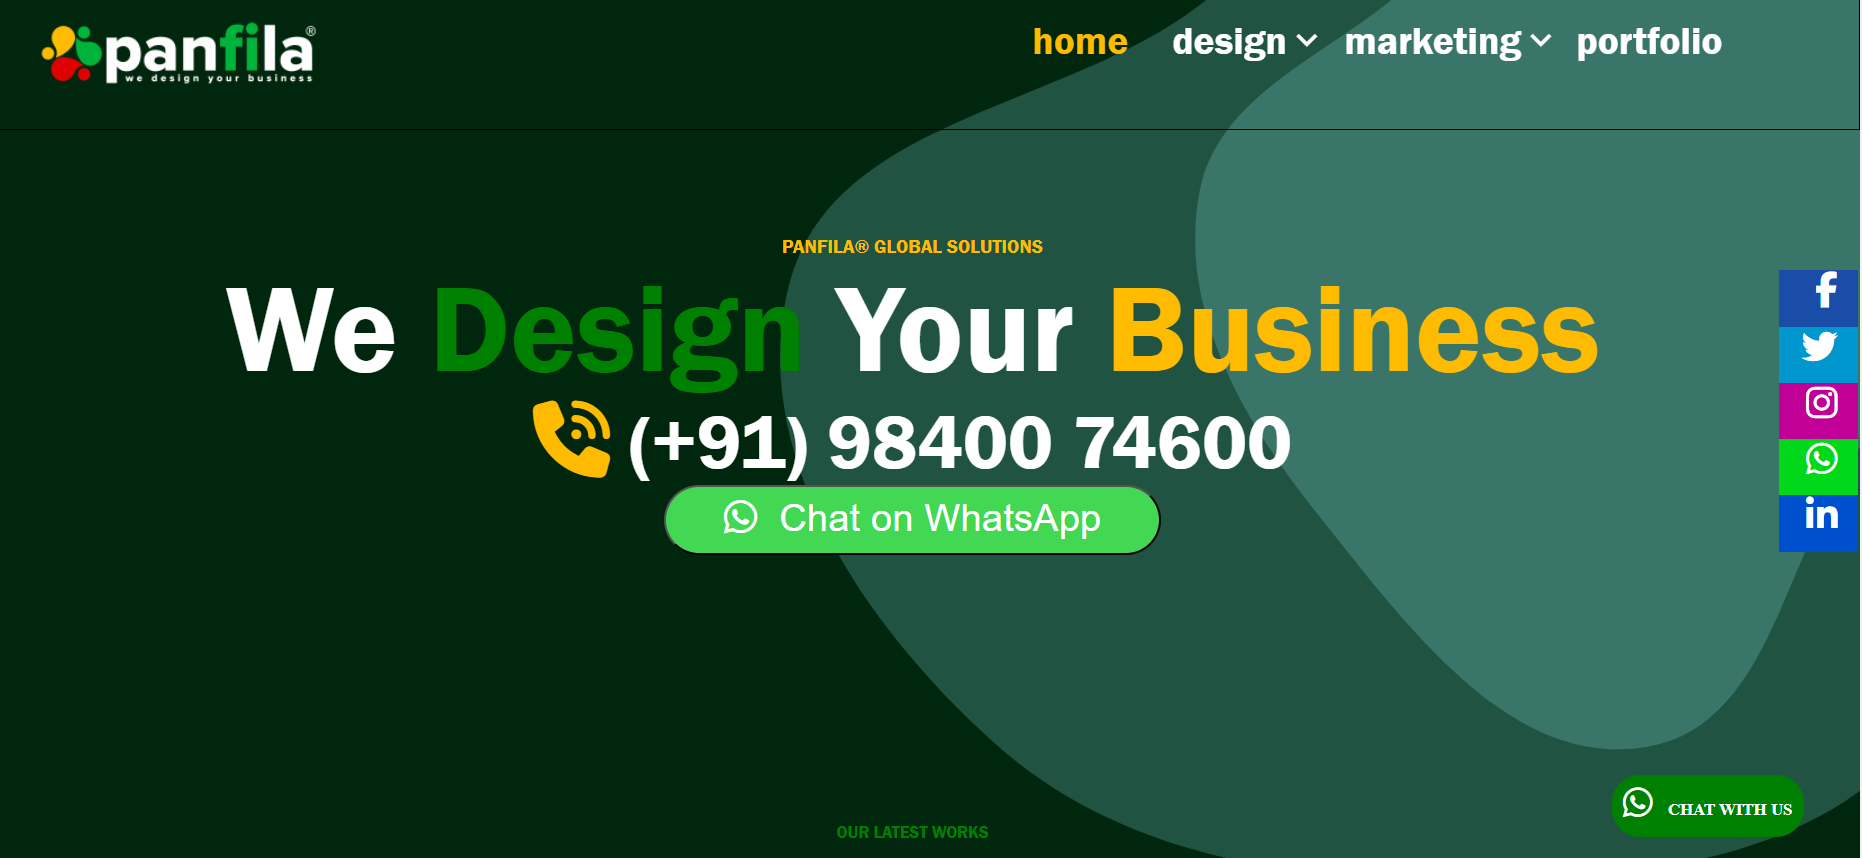 panfila®
we design your business
home design marketing portfolio
PANFILA® GLOBAL SOLUTIONS
We Design Your Business
(+91) 98400 74600
Chat on WhatsApp
CHAT WITH US
OUR LATEST WORKS